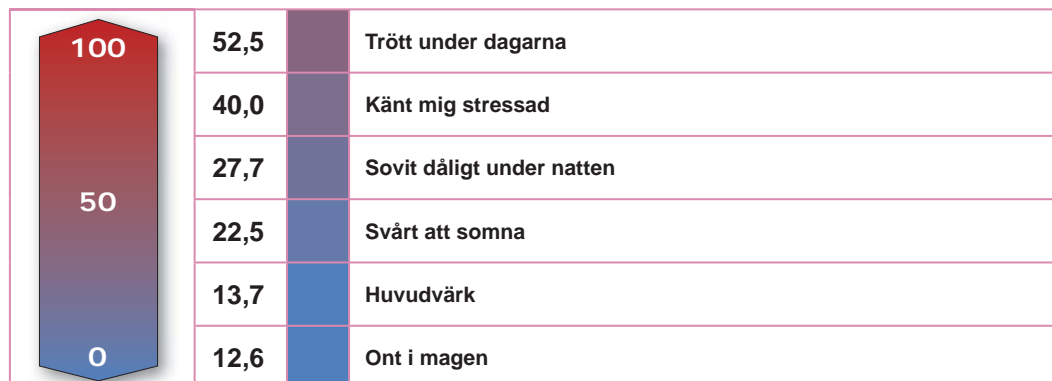 100
50
0
52,5 Trött under dagarna
40,0 Känt mig stressad
27,7 Sovit dåligt under natten
22,5 Svårt att somna
13,7 Huvudvärk
12,6 Ont i magen